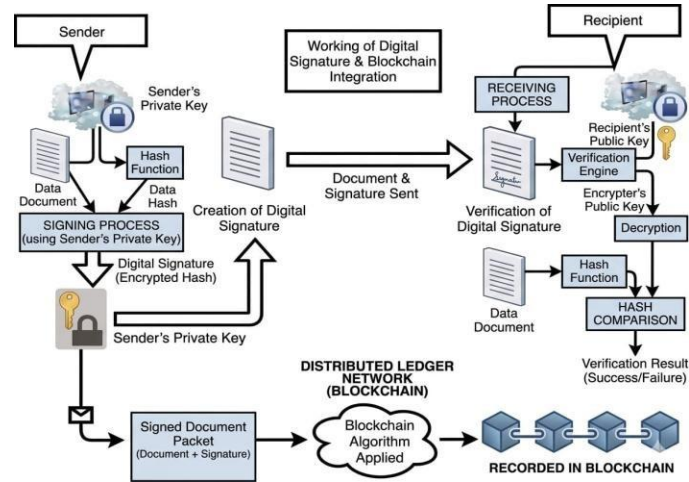 Sender
Sender's
Private Key
Hash
Function
Data
Document
Data
Hash
SIGNING PROCESS
(using Sender's Private Key)
Digital Signature
(Encrypted Hash)
Sender's Private Key
Creation of Digital
Signature
Working of Digital
Signature & Blockchain
Integration
Document &
Signature Sent
Recipient
RECEIVING
PROCESS
Recipient's
Public Key
Signatur
Verification
Engine
Verification of
Digital Signature
Encrypter's
Public Key
Decryption
Hash
Function
Data
Document
HASH
COMPARISON
Verification Result
(Success/Failure)
Signed Document
Packet
(Document + Signature)
DISTRIBUTED LEDGER
NETWORK
(BLOCKCHAIN)
Blockchain
Algorithm
Applied
RECORDED IN BLOCKCHAIN